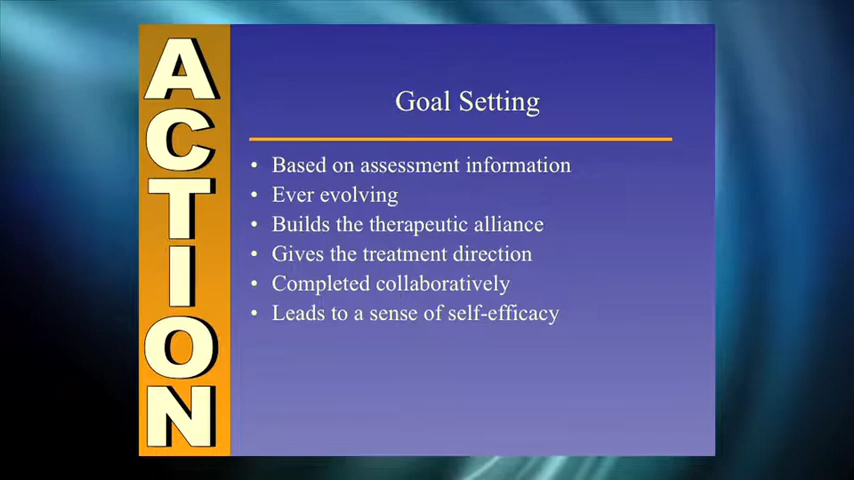 ACTION
Goal Setting
• Based on assessment information
• Ever evolving
• Builds the therapeutic alliance
• Gives the treatment direction
• Completed collaboratively
• Leads to a sense of self-efficacy